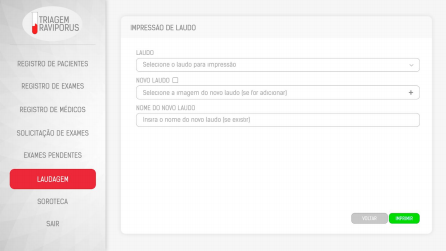 TRIAGEM
RAVIPORUS
REGISTRO DE PACIENTES
REGISTRO DE EXAMES
REGISTRO DE MÉDICOS
SOLICITAÇÃO DE EXAMES
EXAMES PENDENTES
LAUDAGEM
SOROTECA
SAIR
IMPRESSÃO DE LAUDO
LAUDO
Selecione o laudo para impressão
NOVO LAUDO
Selecione a imagem do novo laudo (se for adicionar)
NOME DO NOVO LAUDO
Insira o nome do novo laudo (se existir)
VOLTAR
IMPRIMIR